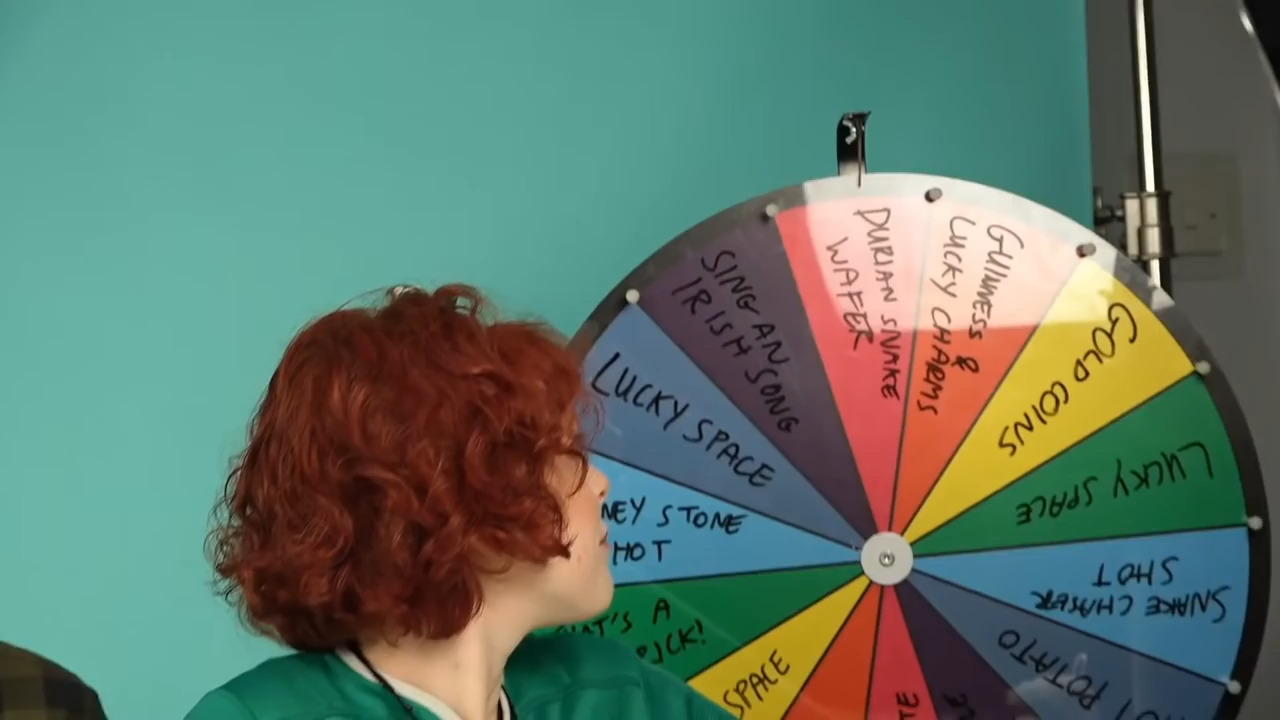 DURIAN SNAKE
WAFER
GUINNESS &
LUCKY CHARMS
GOLD COINS
LUCKY SPACE
SNAKE CHASER
SHOT
POTATO
SING AN
IRISH SONG
LUCKY SPACE
STONE
A
SPACE